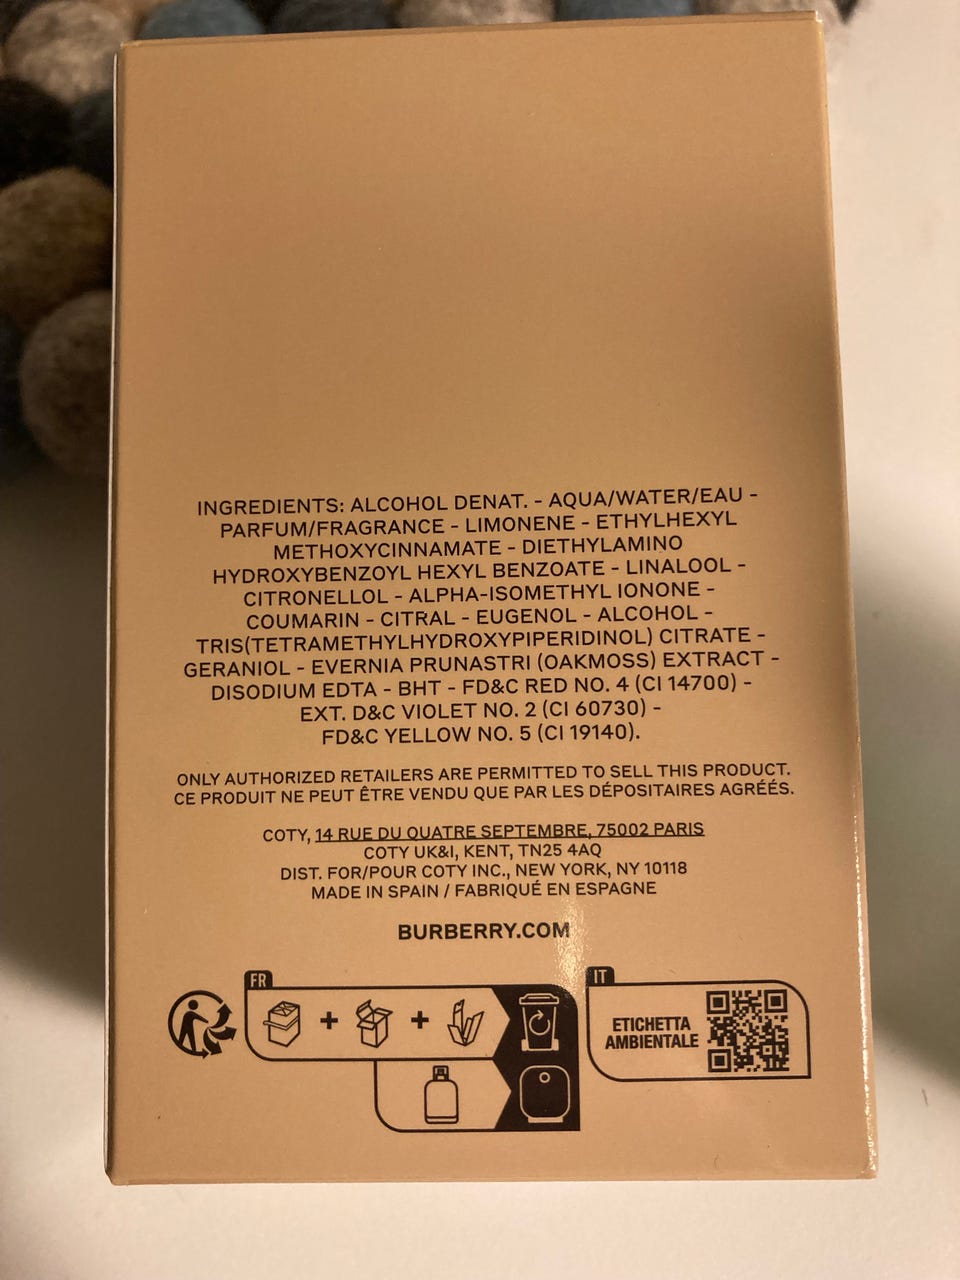 INGREDIENTS: ALCOHOL DENAT. - AQUA/WATER/EAU -
PARFUM/FRAGRANCE - LIMONENE - ETHYLHEXYL
METHOXYCINNAMATE - DIETHYLAMINO
HYDROXYBENZOYL HEXYL BENZOATE - LINALOOL -
CITRONELLOL - ALPHA-ISOMETHYL IONONE -
COUMARIN - CITRAL - EUGENOL - ALCOHOL -
TRIS(TETRAMETHYLHYDROXYPIPERIDINOL) CITRATE -
GERANIOL - EVERNIA PRUNASTRI (OAKMOSS) EXTRACT -
DISODIUM EDTA - BHT - FD&C RED NO. 4 (CI 14700) -
EXT. D&C VIOLET NO. 2 (CI 60730) -
FD&C YELLOW NO. 5 (CI 19140).
ONLY AUTHORIZED RETAILERS ARE PERMITTED TO SELL THIS PRODUCT.
CE PRODUIT NE PEUT ÊTRE VENDU QUE PAR LES DÉPOSITAIRES AGRÉÉS.
COTY, 14 RUE DU QUATRE SEPTEMBRE, 75002 PARIS
COTY UK&I, KENT, TN25 4AQ
DIST. FOR/POUR COTY INC., NEW YORK, NY 10118
MADE IN SPAIN / FABRIQUÉ EN ESPAGNE
BURBERRY.COM
FR
+ +
IT
ETICHETTA
AMBIENTALE